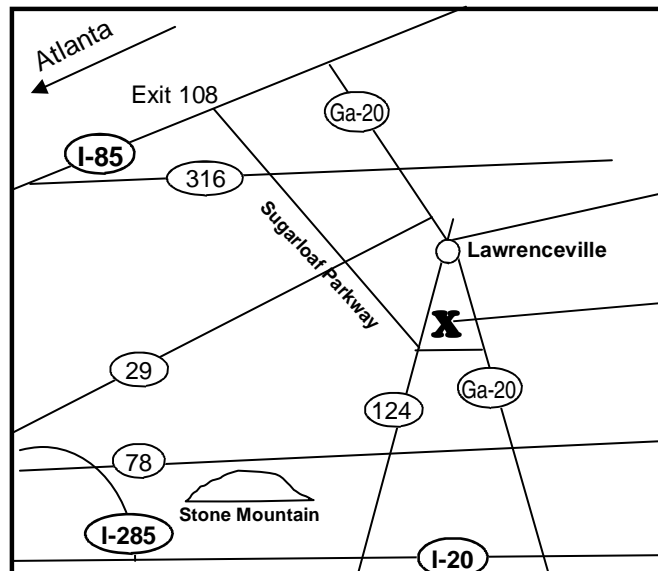 Atlanta
Exit 108
Ga-20
I-85
316
Sugarloaf Parkway
Lawrenceville
X
29
124
Ga-20
78
Stone Mountain
I-285
I-20